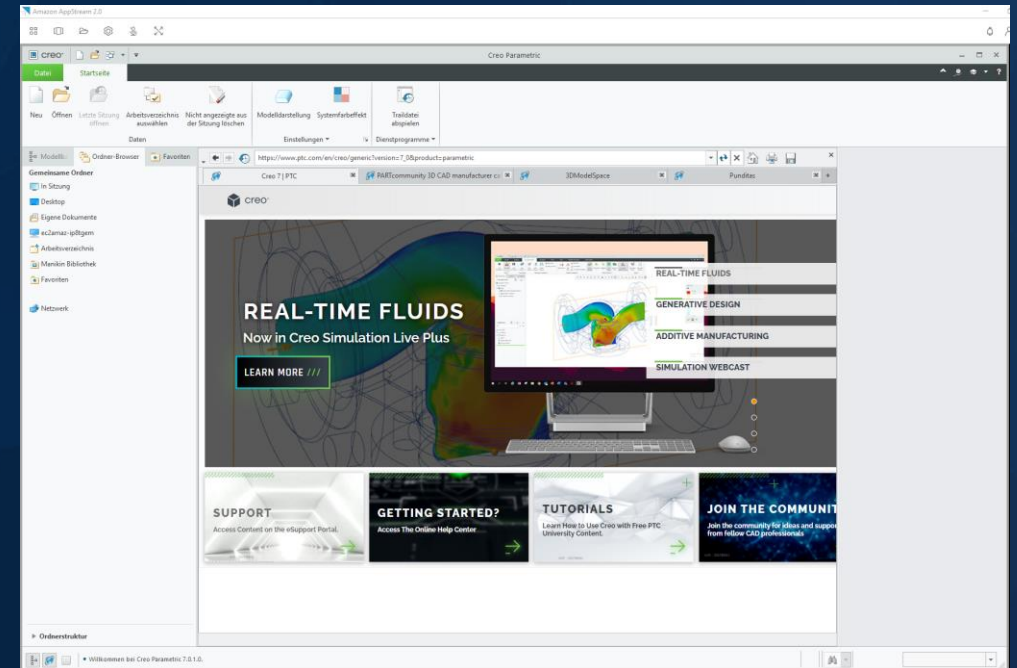 Amazon AppStream 2.0
creo
Creo Parametric
Datei
Startseite
Neu
Öffnen
Letzte Sitzung öffnen
Arbeitsverzeichnis auswählen
Nicht angezeigte aus der Sitzung löschen
Modelldarstellung
Systemfarbeffekt
Traildatei abspielen
Daten
Einstellungen
Dienstprogramme
Ordner-Browser
Favoriten
https://www.ptc.com/en/creo/generic?version=7_0&product=parametric
Gemeinsame Ordner
Creo 7 | PTC
PARTcommunity 3D CAD manufacturer
3DModelSpace
Punditas
In Sitzung
Desktop
Eigene Dokumente
ec2amaz-ip8tgem
Arbeitsverzeichnis
Manikin Bibliothek
Favoriten
Netzwerk
creo
REAL-TIME FLUIDS
Now in Creo Simulation Live Plus
LEARN MORE ///
REAL-TIME FLUIDS
GENERATIVE DESIGN
ADDITIVE MANUFACTURING
SIMULATION WEBCAST
SUPPORT
Access Content on the eSupport Portal.
GETTING STARTED?
Access The Online Help Center
TUTORIALS
Learn How to Use Creo with Free PTC
University Content.
JOIN THE COMMUNIT
Join the community for ideas and suppo
from fellow CAD professionals
Ordnerstruktur
Willkommen bei Creo Parametric 7.0.1.0.